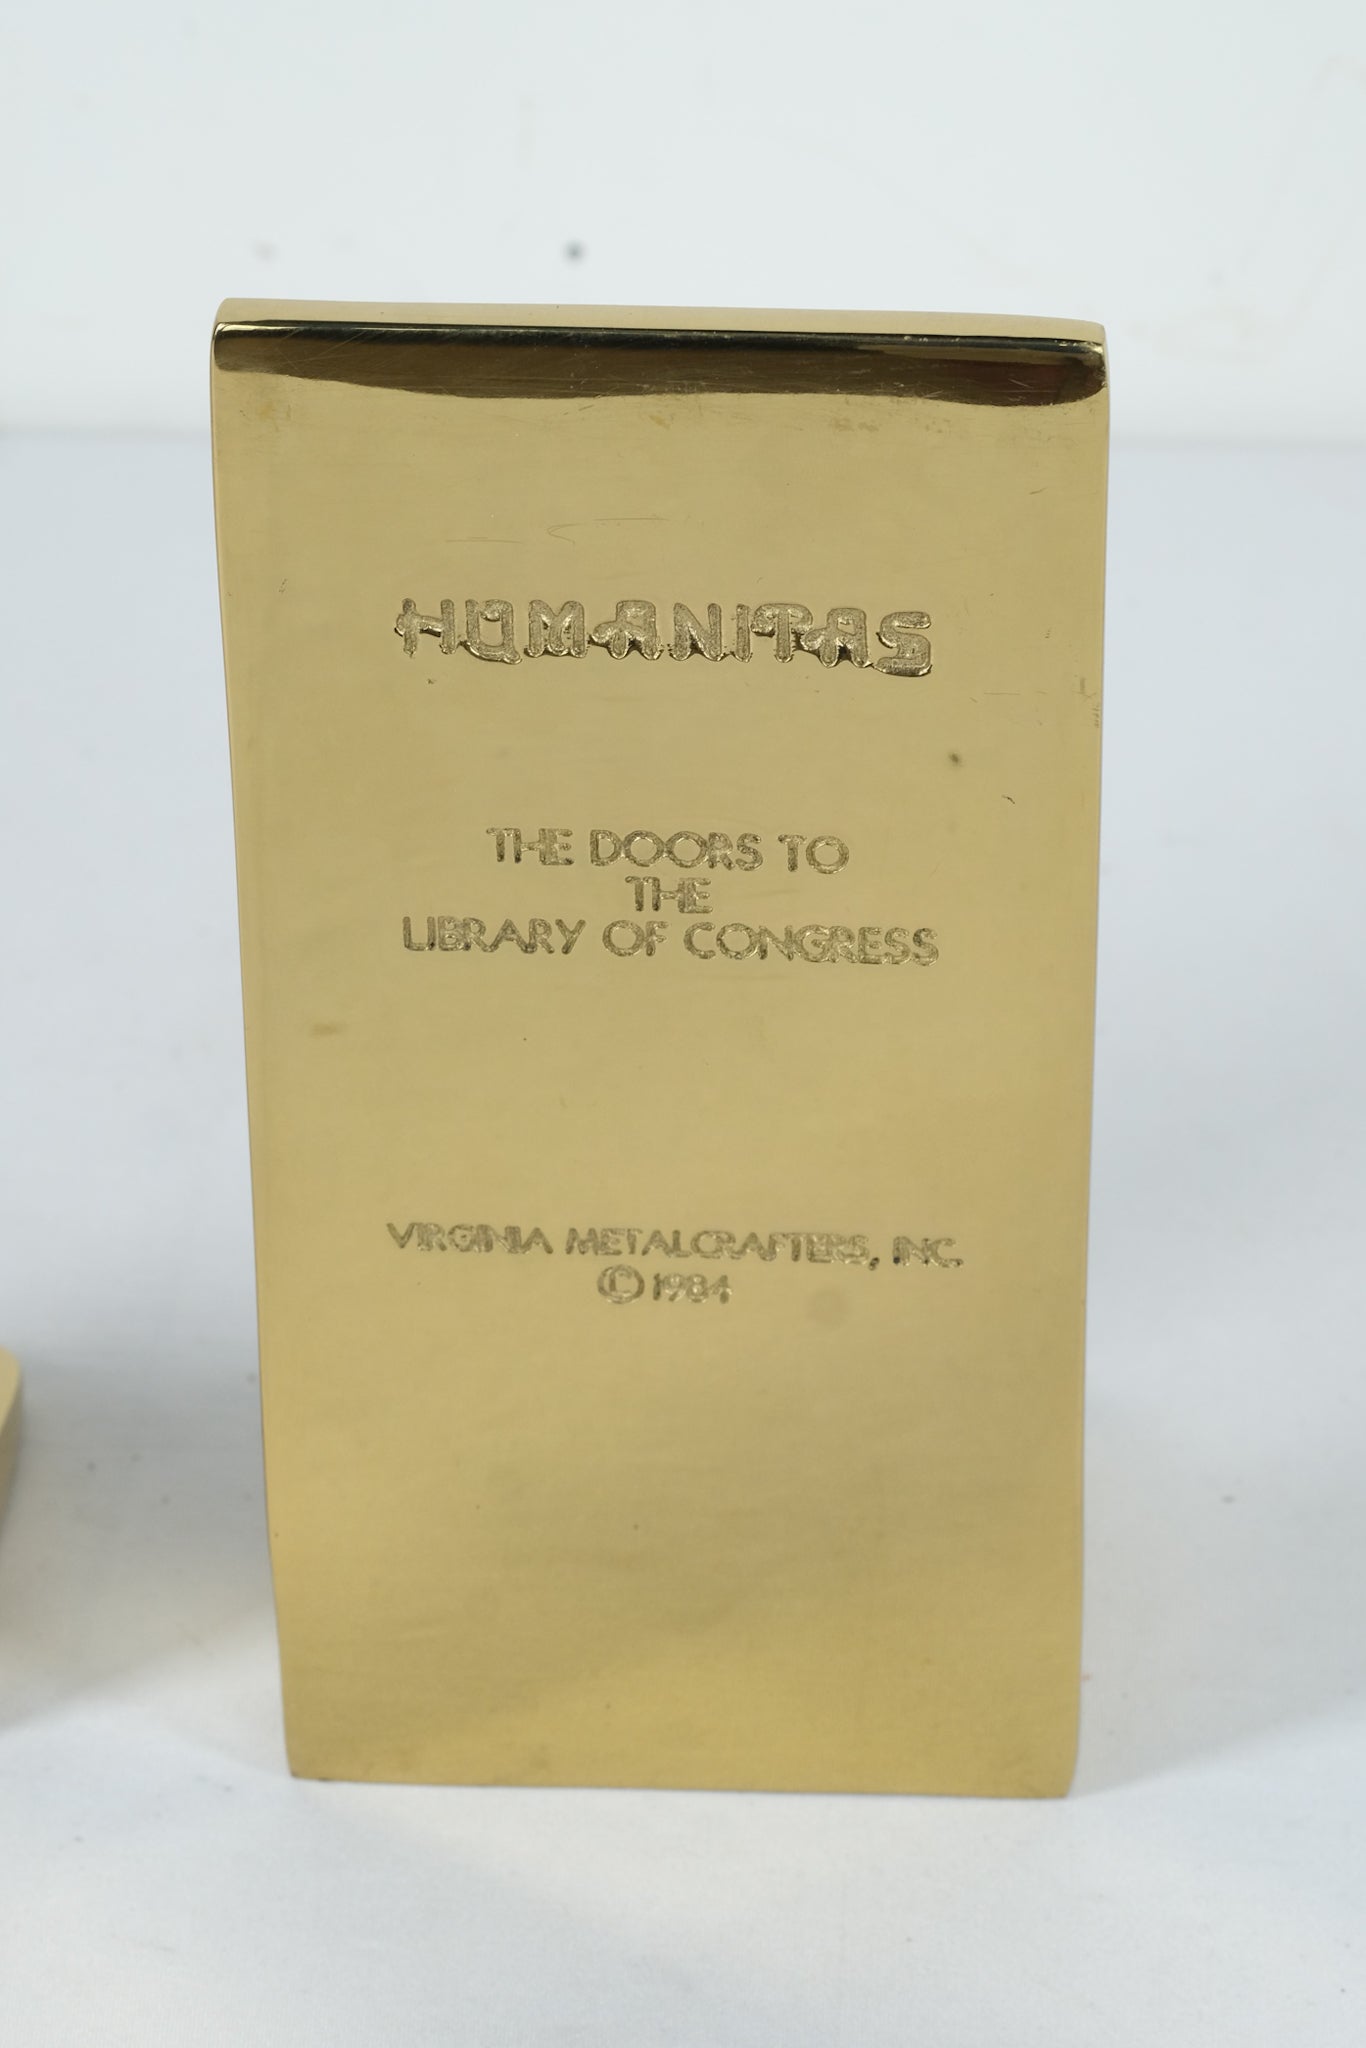 HUMANITAS
THE DOORS TO
THE
LIBRARY OF CONGRESS
VIRGINIA METALCRAFTERS, INC.
© 1984